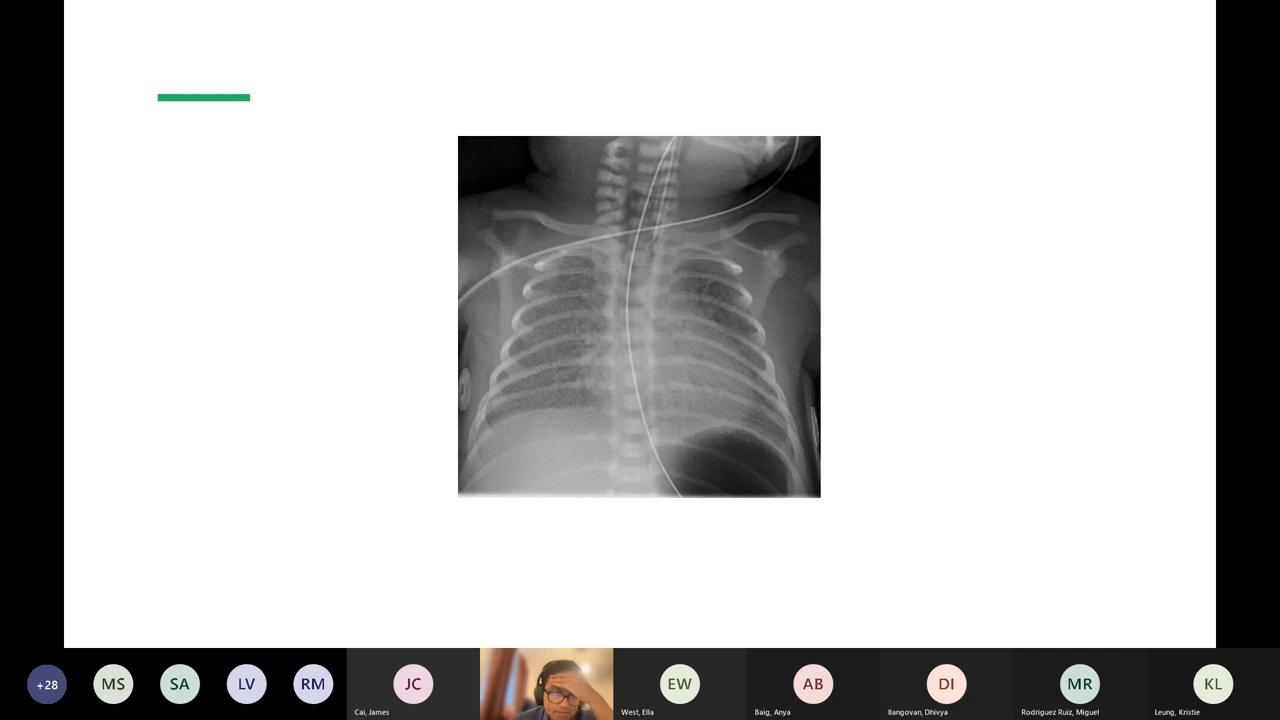 +28
MS
SA
LV
RM
JC
EW
AB
DI
MR
KL
Cai, James
West, Ella
Baig, Anya
Ilangovan, Dhivya
Rodriguez Ruiz, Miguel
Leung, Kristie